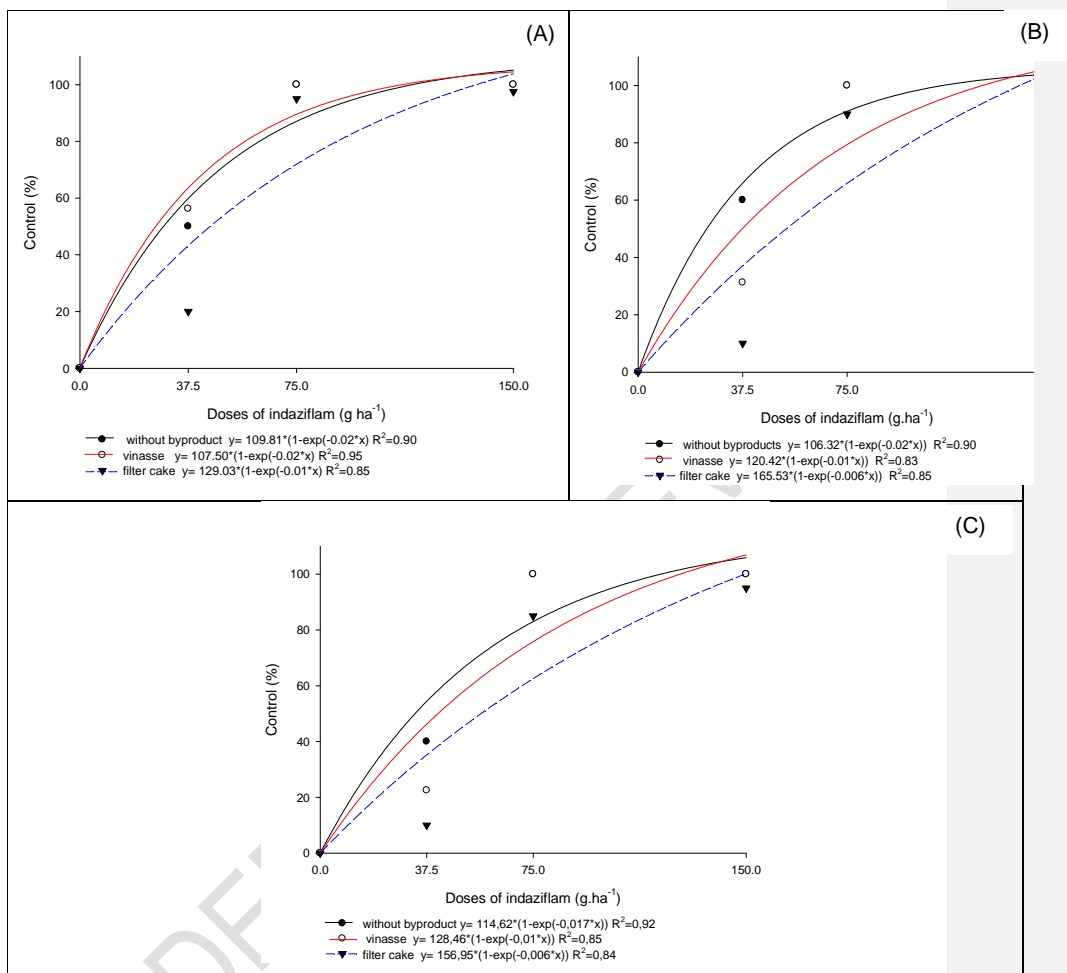 (A)
100
80
60
40
20
0
Control (%)
0.0 37.5 75.0 150.0
Doses of indaziflam (g ha-1)
without byproduct y= 109.81*(1-exp(-0.02*x) R2=0.90
vinasse y= 107.50*(1-exp(-0.02*x) R2=0.95
filter cake y= 129.03*(1-exp(-0.01*x) R2=0.85
(B)
100
80
60
40
20
0
Control (%)
0.0 37.5 75.0
Doses of indaziflam (g.ha-1)
without byproducts y= 106.32*(1-exp(-0.02*x)) R2=0.90
vinasse y= 120.42*(1-exp(-0.01*x)) R2=0.83
filter cake y= 165.53*(1-exp(-0.006*x)) R2=0.85
(C)
100
80
60
40
20
0
Control (%)
0.0 37.5 75.0 150.0
Doses of indaziflam (g.ha-1)
without byproduct y= 114,62*(1-exp(-0,017*x)) R2=0,92
vinasse y= 128,46*(1-exp(-0,01*x)) R2=0,85
filter cake y= 156,95*(1-exp(-0,006*x)) R2=0,84